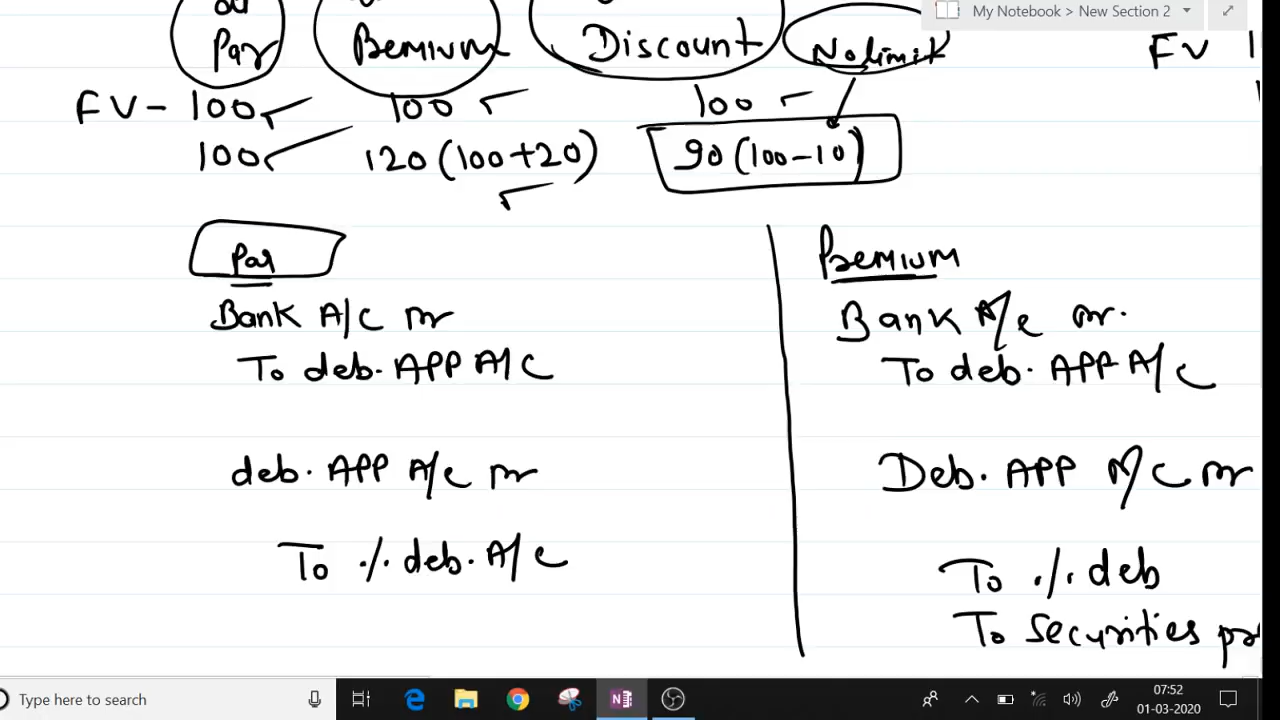 My Notebook > New Section 2
at
Par
Premium
Discount
No limit
FV
FV - 100
100
100
100
120 (100+20)
90 (100-10)
Par
Bank A/C Dr
To deb. APP A/C
deb. APP A/C Dr
To % deb. A/C
Premium
Bank A/c Dr.
To deb. APP A/C
Deb. APP A/C Dr
To % deb
To Securities pr
Type here to search
07:52
01-03-2020